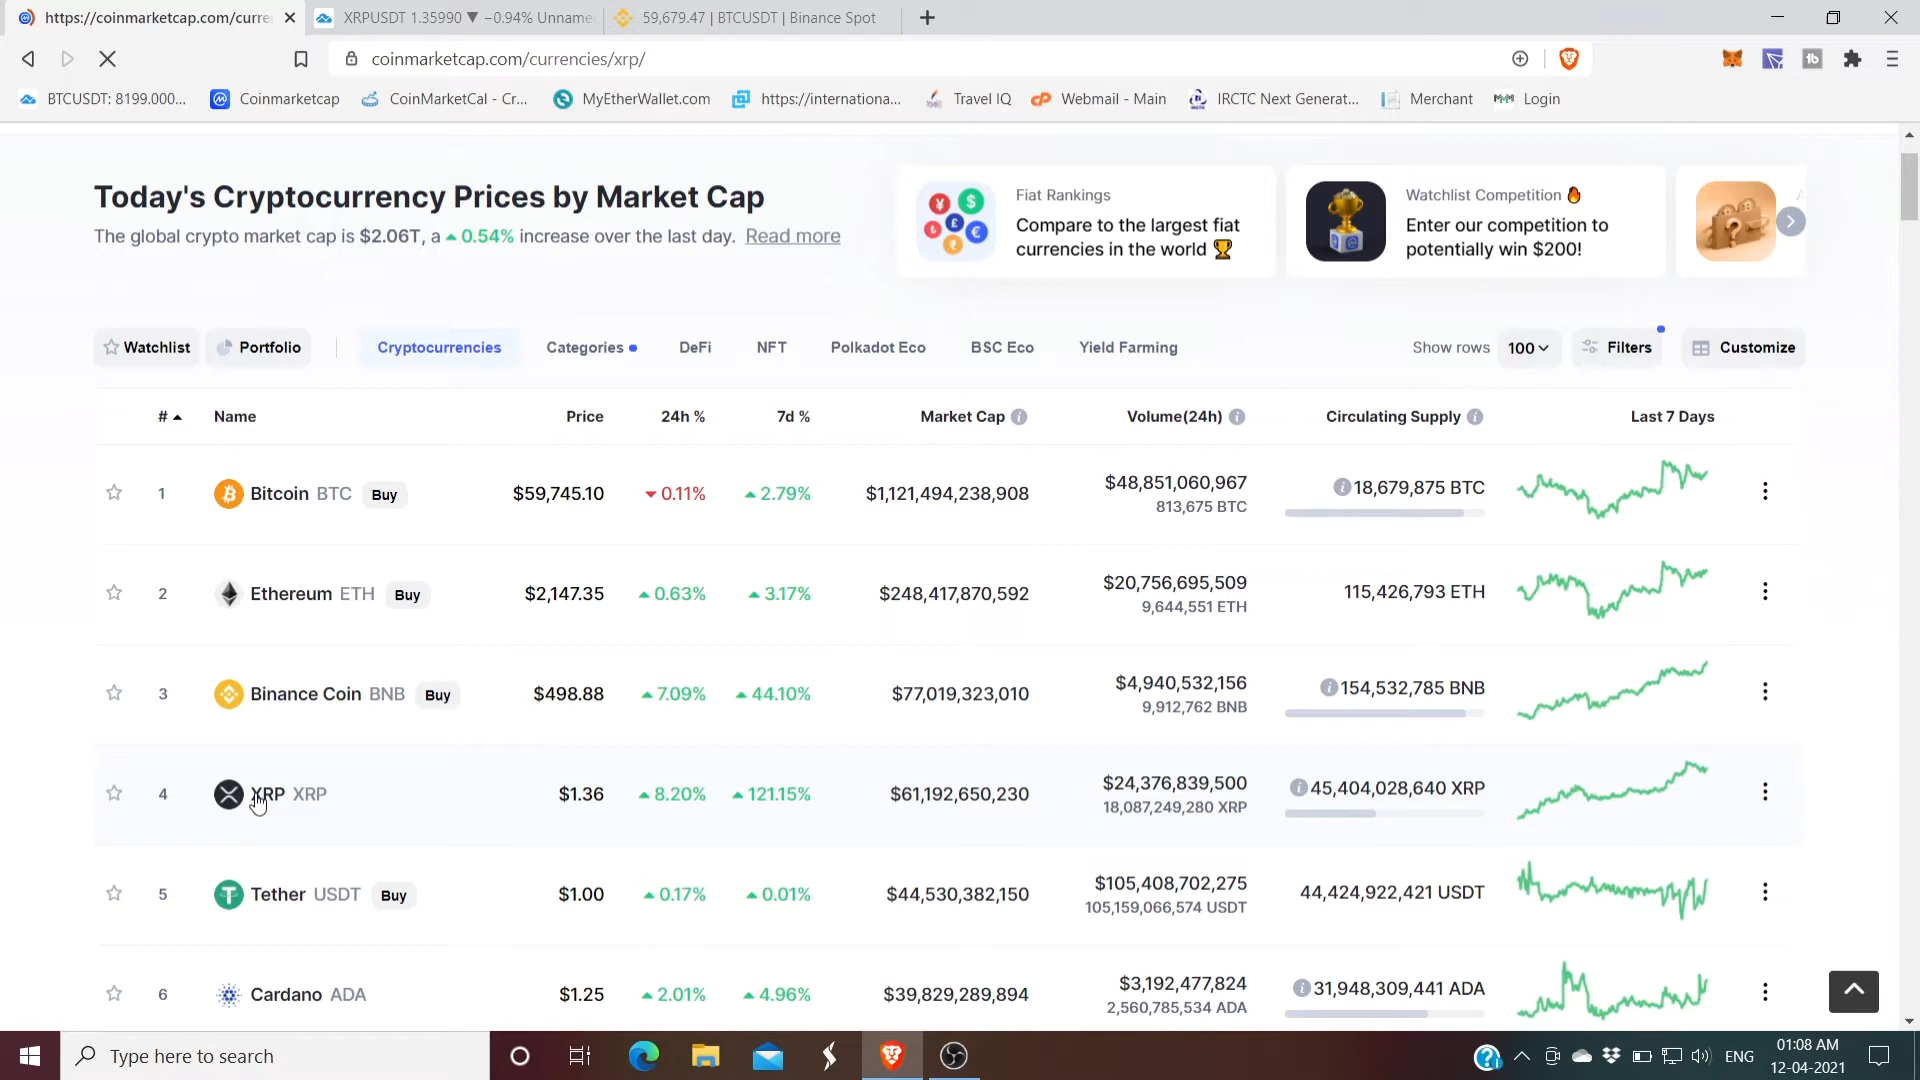 https://coinmarketcap.com/curre
XRPUSDT 1.35990 ▼ −0.94% Unname
59,679.47 | BTCUSDT | Binance Spot
coinmarketcap.com/currencies/xrp/
BTCUSDT: 8199.000...
Coinmarketcap
CoinMarketCal - Cr...
MyEtherWallet.com
https://internationa...
Travel IQ
Webmail - Main
IRCTC Next Generat...
Merchant
Login
Today's Cryptocurrency Prices by Market Cap
The global crypto market cap is $2.06T, a ▲ 0.54% increase over the last day. Read more
Fiat Rankings
Compare to the largest fiat
currencies in the world 🏆
Watchlist Competition 🔥
Enter our competition to
potentially win $200!
Watchlist Portfolio Cryptocurrencies Categories DeFi NFT Polkadot Eco BSC Eco Yield Farming Show rows 100 Filters Customize
# Name Price 24h % 7d % Market Cap Volume(24h) Circulating Supply Last 7 Days
1 Bitcoin BTC Buy $59,745.10 ▼ 0.11% ▲ 2.79% $1,121,494,238,908 $48,851,060,967 18,679,875 BTC
813,675 BTC
2 Ethereum ETH Buy $2,147.35 ▲ 0.63% ▲ 3.17% $248,417,870,592 $20,756,695,509 115,426,793 ETH
9,644,551 ETH
3 Binance Coin BNB Buy $498.88 ▲ 7.09% ▲ 44.10% $77,019,323,010 $4,940,532,156 154,532,785 BNB
9,912,762 BNB
4 XRP XRP $1.36 ▲ 8.20% ▲ 121.15% $61,192,650,230 $24,376,839,500 45,404,028,640 XRP
18,087,249,280 XRP
5 Tether USDT Buy $1.00 ▲ 0.17% ▲ 0.01% $44,530,382,150 $105,408,702,275 44,424,922,421 USDT
105,159,066,574 USDT
6 Cardano ADA $1.25 ▲ 2.01% ▲ 4.96% $39,829,289,894 $3,192,477,824 31,948,309,441 ADA
2,560,785,534 ADA
Type here to search
ENG
01:08 AM
12-04-2021